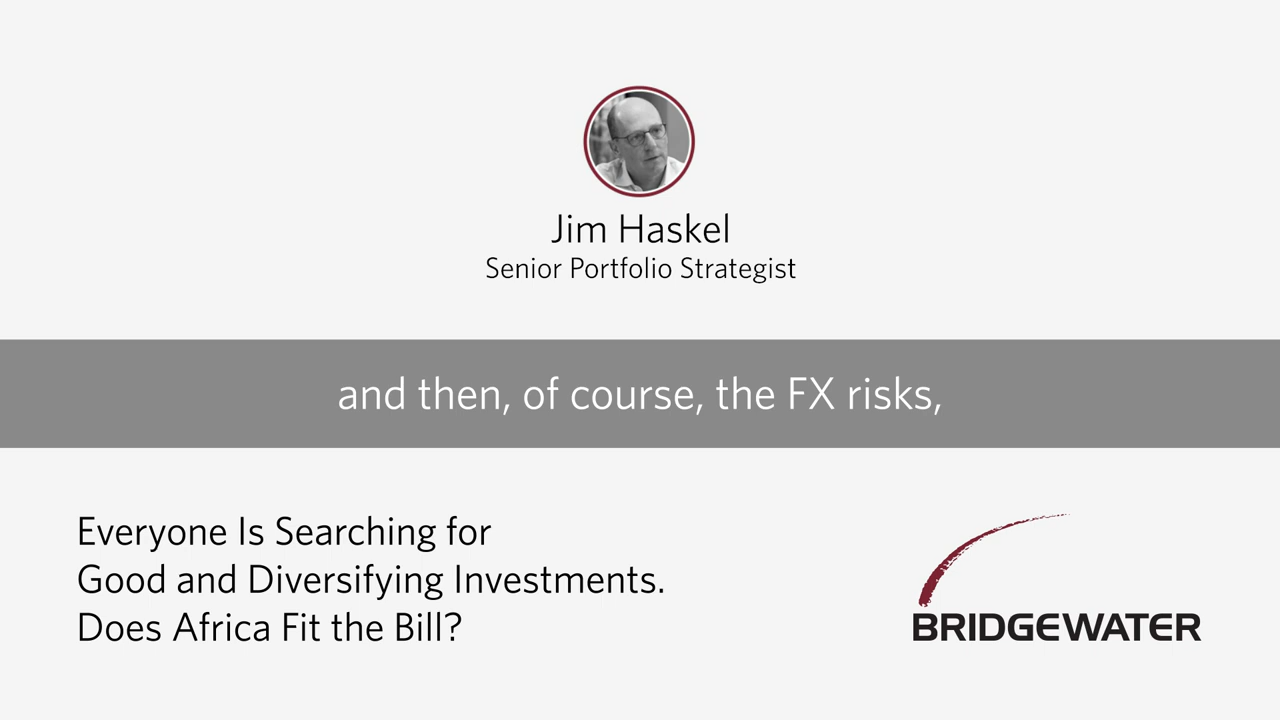 Jim Haskel
Senior Portfolio Strategist
and then, of course, the FX risks,
Everyone Is Searching for
Good and Diversifying Investments.
Does Africa Fit the Bill?
BRIDGEWATER